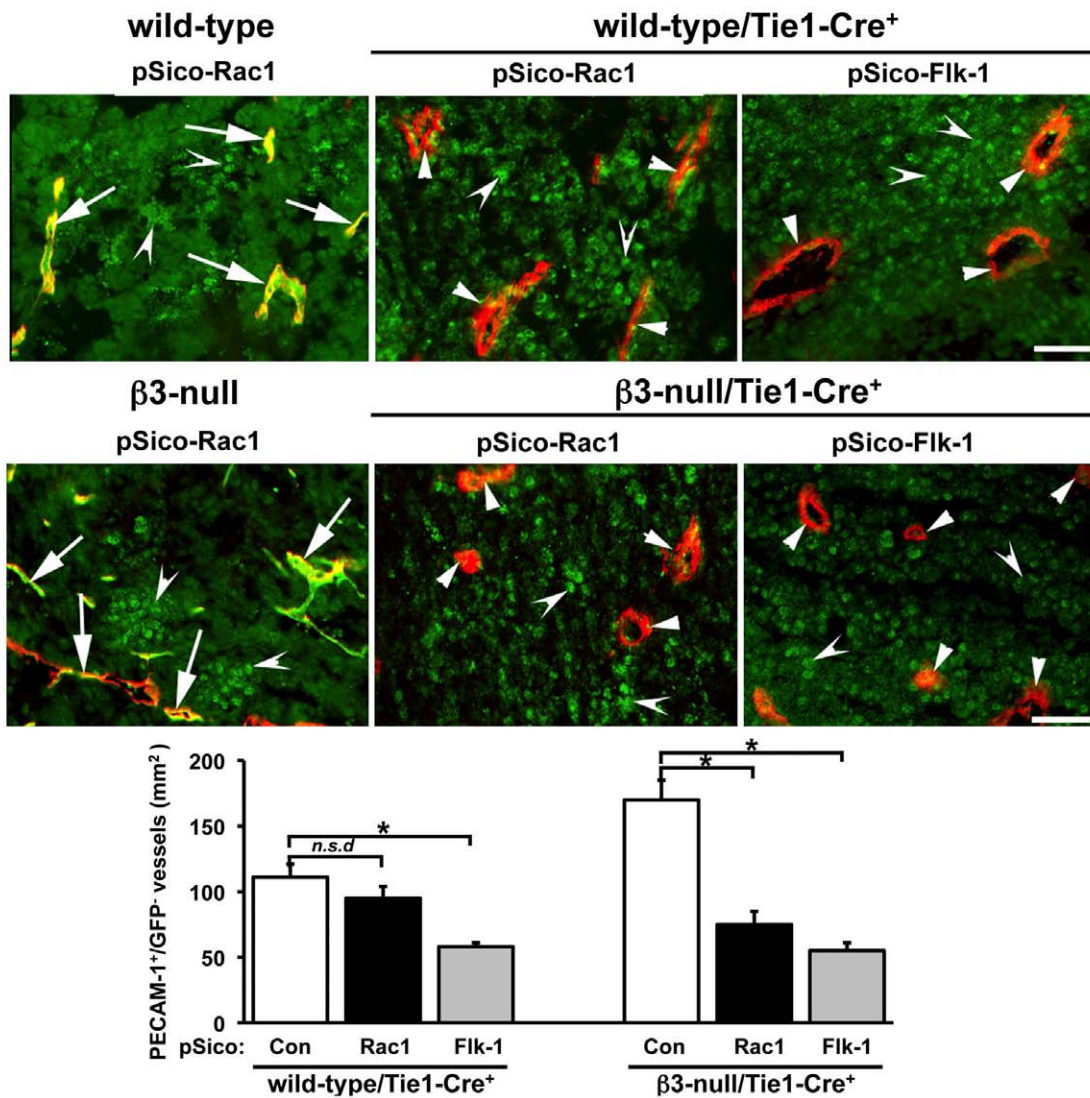 wild-type
wild-type/Tie1-Cre⁺
pSico-Rac1
pSico-Rac1
pSico-Flk-1
β3-null
β3-null/Tie1-Cre⁺
pSico-Rac1
pSico-Rac1
pSico-Flk-1
PECAM-1⁺/GFP⁻ vessels (mm²)
200
150
100
50
0
n.s.d
*
*
*
pSico: Con Rac1 Flk-1 Con Rac1 Flk-1
wild-type/Tie1-Cre⁺ β3-null/Tie1-Cre⁺